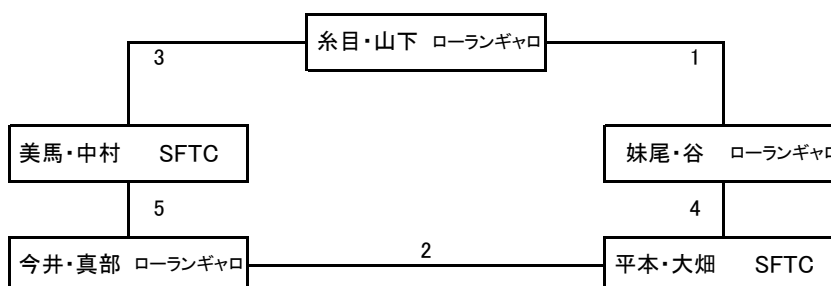 糸目・山下 ローランギャロ
3
1
美馬・中村 SFTC
妹尾・谷 ローランギャロ
5
4
今井・真部 ローランギャロ
2
平本・大畑 SFTC